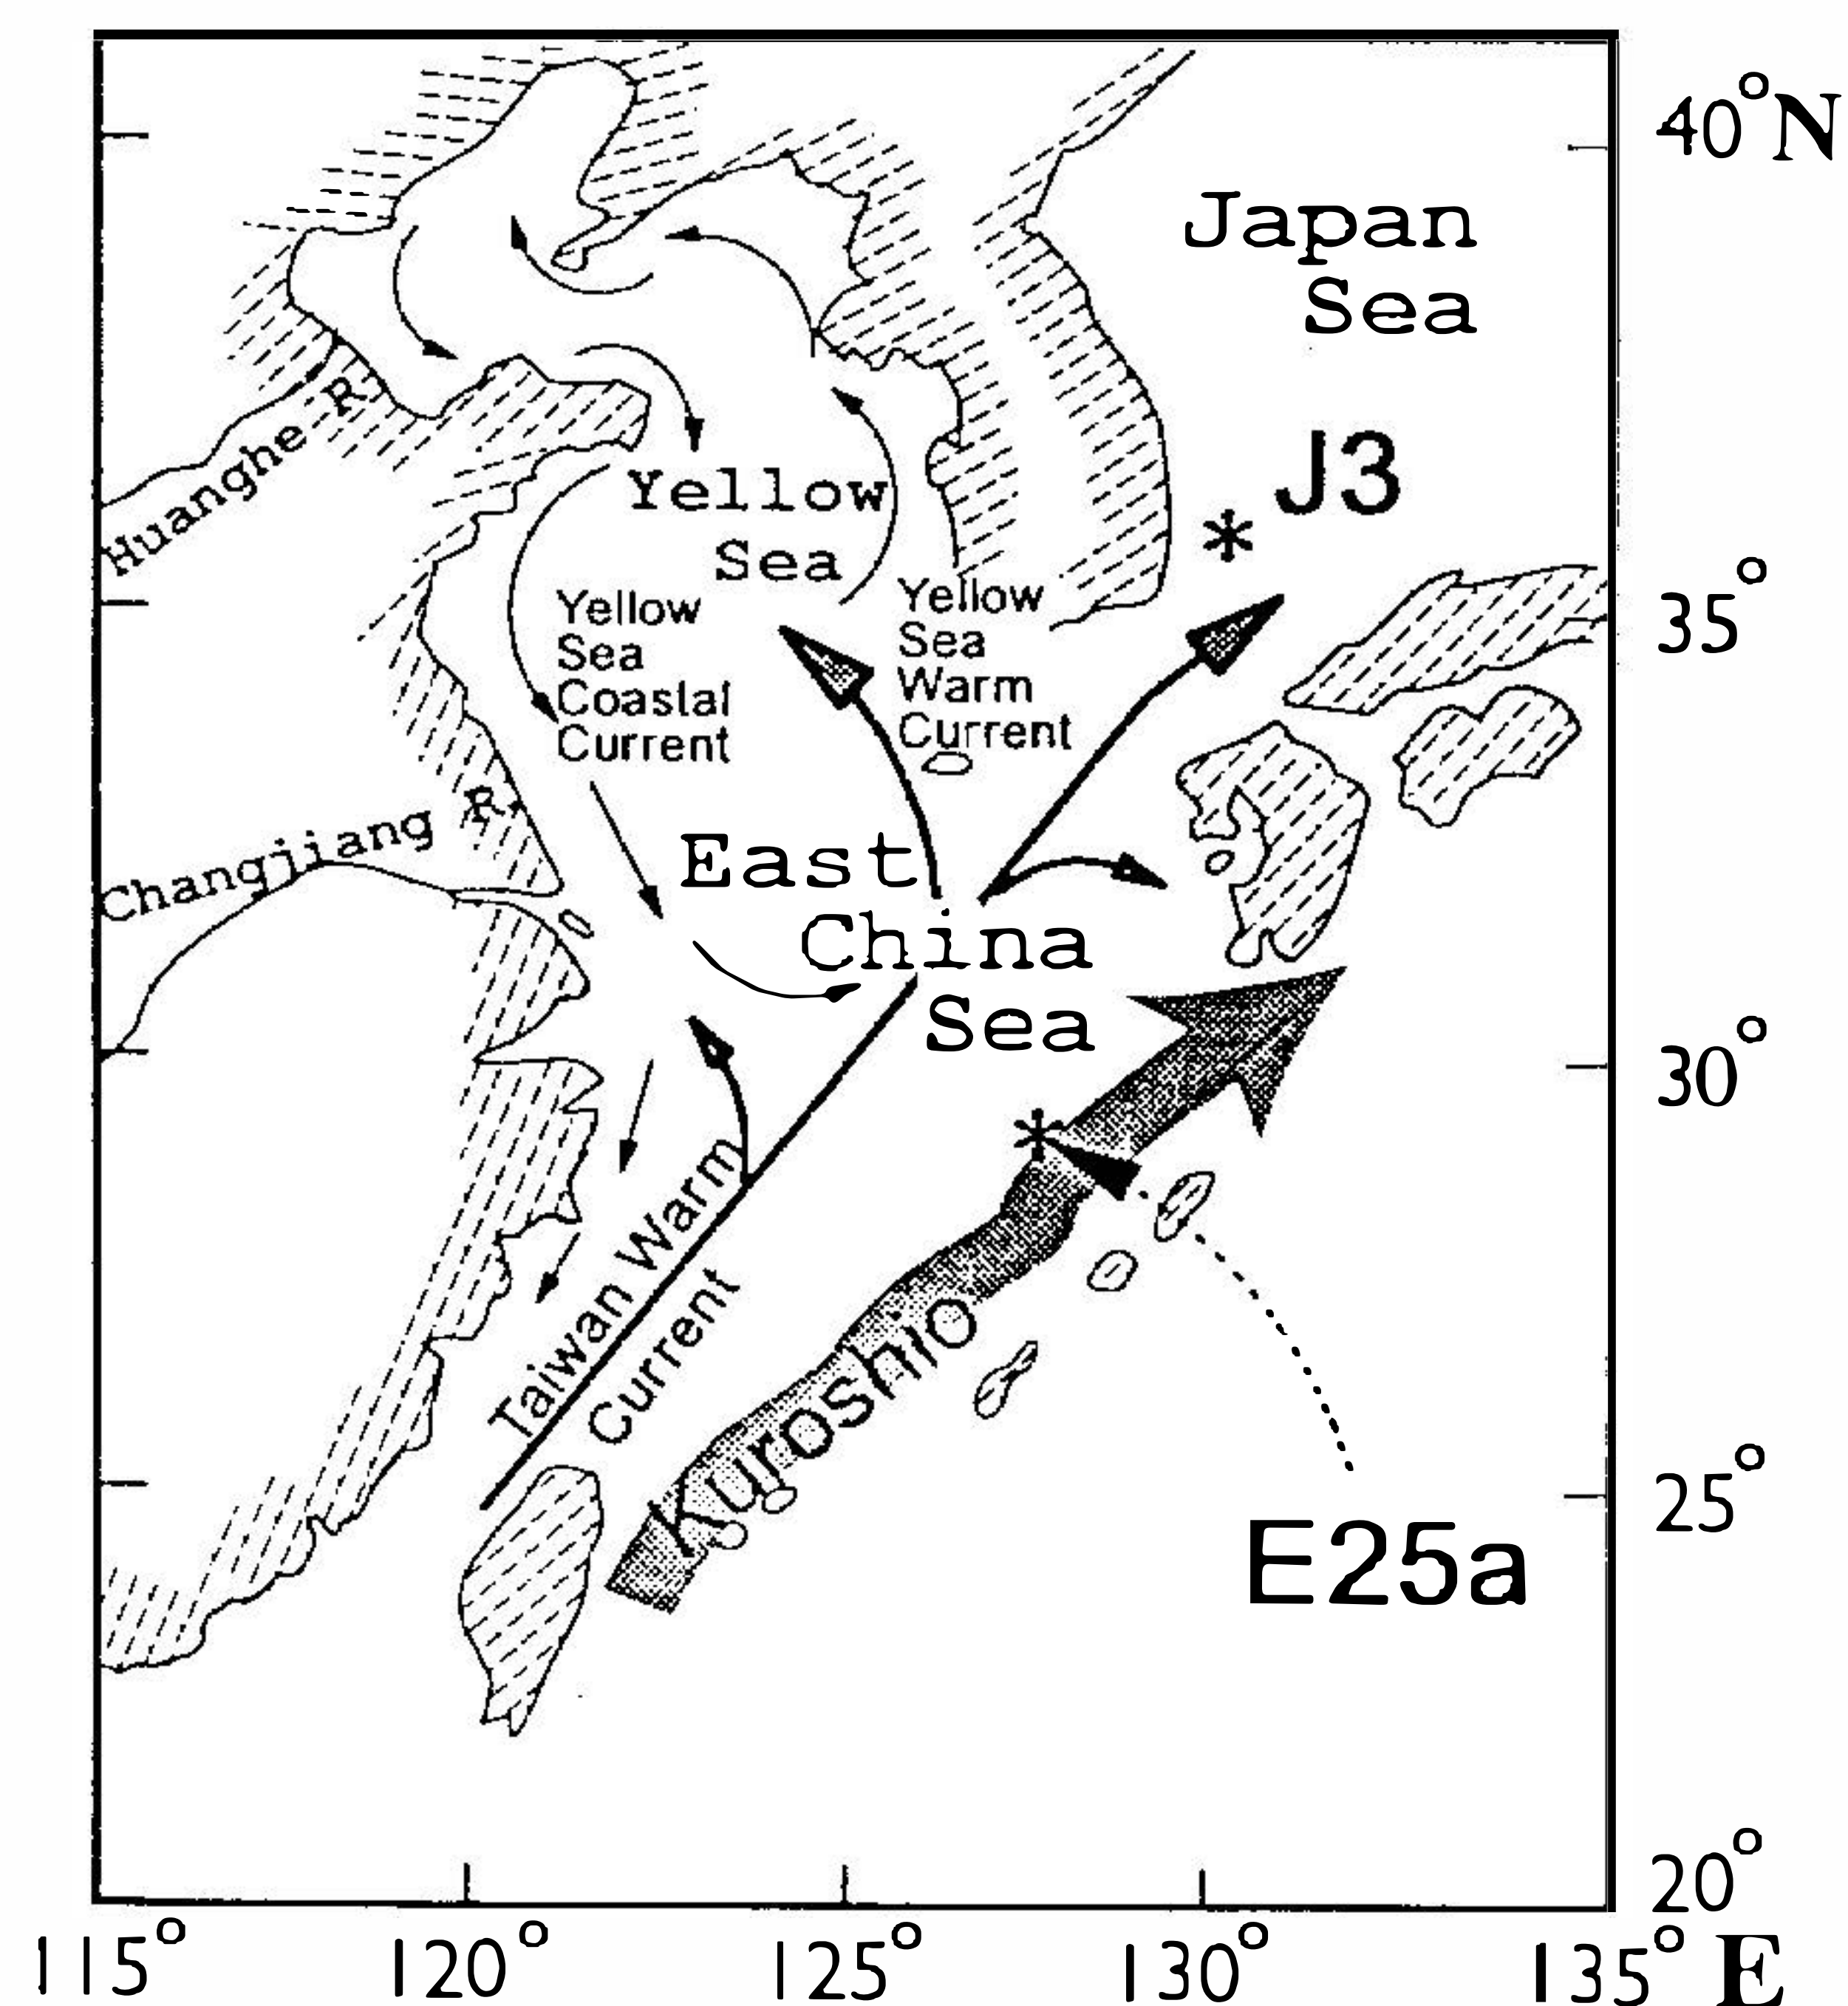 40°N
Japan
Sea
Huanghe R.
J3
*
Yellow
Sea
Yellow
Sea
Coastal
Current
Yellow
Sea
Warm
Current
35°
Changjiang R.
East
China
Sea
30°
*
Taiwan Warm
Current
Kuroshio
25°
E25a
20°
115°
120°
125°
130°
135° E